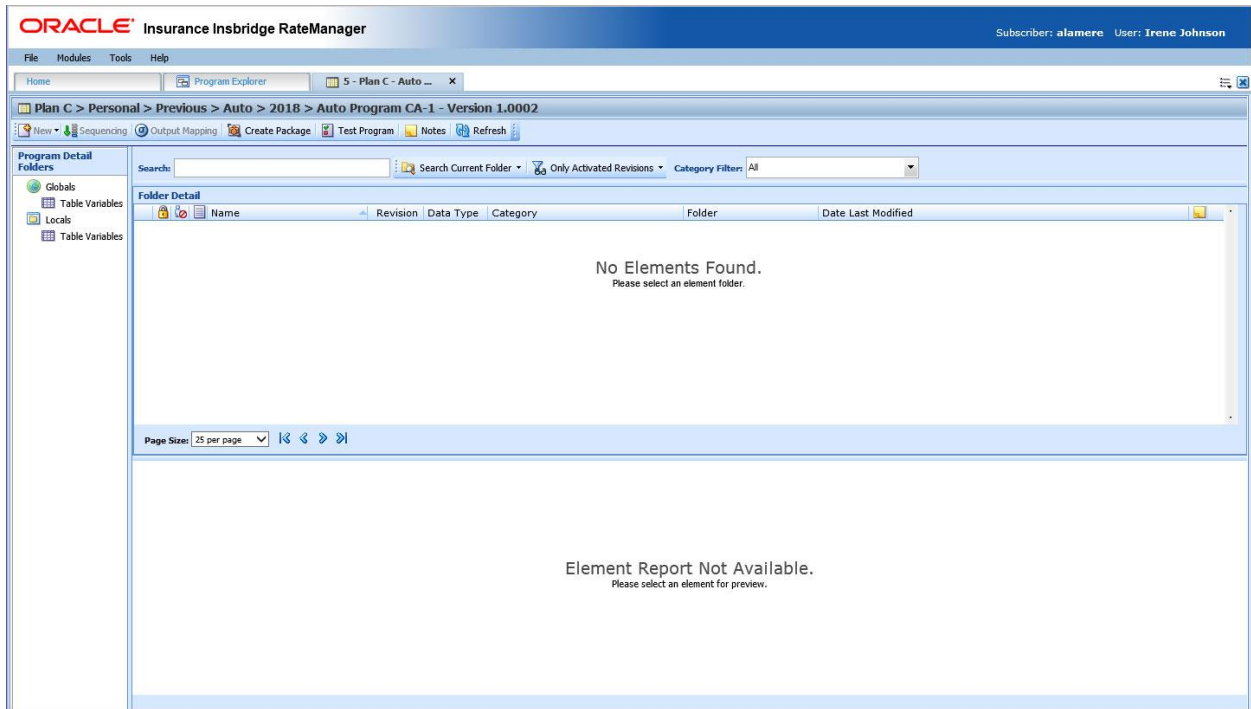 ORACLE® Insurance Insbridge RateManager
Subscriber: alamere User: Irene Johnson
File Modules Tools Help
Home Program Explorer 5 - Plan C - Auto ... X
Plan C > Personal > Previous > Auto > 2018 > Auto Program CA-1 - Version 1.0002
New Sequencing Output Mapping Create Package Test Program Notes Refresh
Program Detail
Folders
Globals
Table Variables
Locals
Table Variables
Search: Search Current Folder Only Activated Revisions Category Filter: All
Folder Detail
Name Revision Data Type Category Folder Date Last Modified
No Elements Found.
Please select an element folder.
Page Size: 25 per page
Element Report Not Available.
Please select an element for preview.